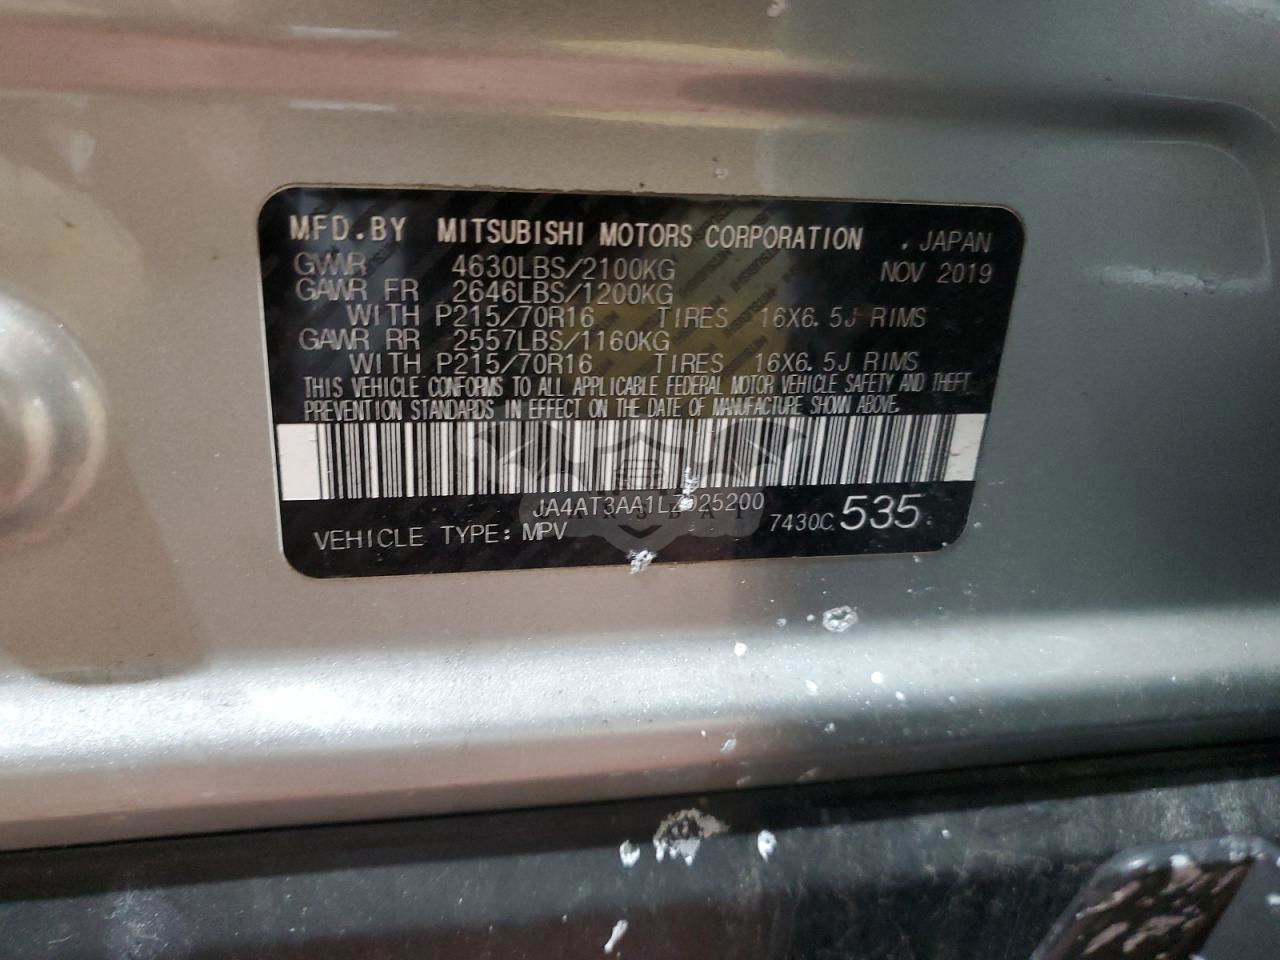 MFD.BY MITSUBISHI MOTORS CORPORATION . JAPAN
GVWR 4630LBS/2100KG NOV 2019
GAWR FR 2646LBS/1200KG
WITH P215/70R16 TIRES 16X6.5J RIMS
GAWR RR 2557LBS/1160KG
WITH P215/70R16 TIRES 16X6.5J RIMS
THIS VEHICLE CONFORMS TO ALL APPLICABLE FEDERAL MOTOR VEHICLE SAFETY AND THEFT
PREVENTION STANDARDS IN EFFECT ON THE DATE OF MANUFACTURE SHOWN ABOVE.
VEHICLE TYPE: MPV 7430C 535